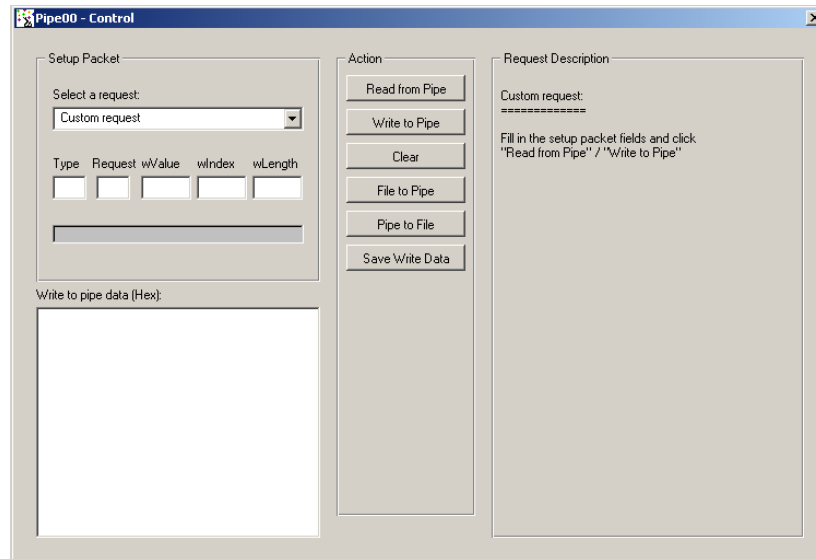 Pipe00 - Control
Setup Packet
Select a request:
Custom request
Type Request wValue wIndex wLength
Write to pipe data (Hex):
Action
Read from Pipe
Write to Pipe
Clear
File to Pipe
Pipe to File
Save Write Data
Request Description
Custom request:
=============
Fill in the setup packet fields and click
"Read from Pipe" / "Write to Pipe"